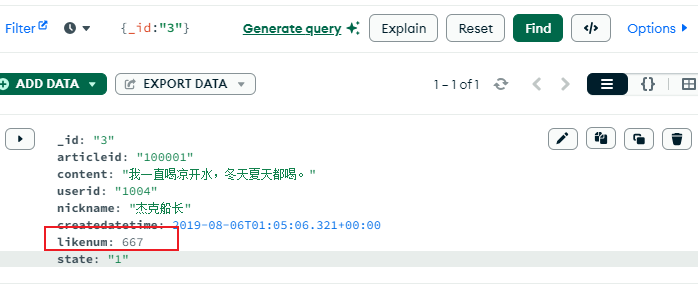 Filter {_id:"3"} Generate query Explain Reset Find </> Options
ADD DATA EXPORT DATA 1 – 1 of 1 {}
_id: "3"
articleid: "100001"
content: "我一直喝凉开水，冬天夏天都喝。"
userid: "1004"
nickname: "杰克船长"
createdatetime: 2019-08-06T01:05:06.321+00:00
likenum: 667
state: "1"